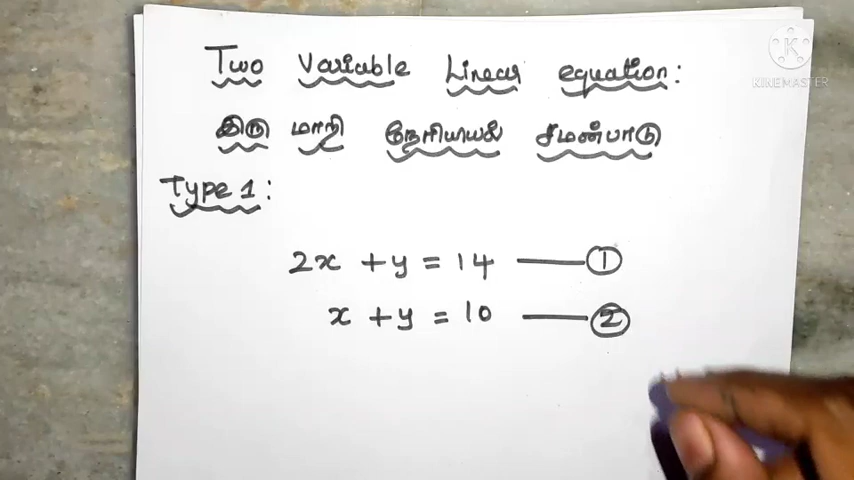 Two Variable Linear equation:
இரு மாறி நேரியியல் சமன்பாடு
Type 1:
2x + y = 14 —— ①
x + y = 10 —— ②
K
KINEMASTER